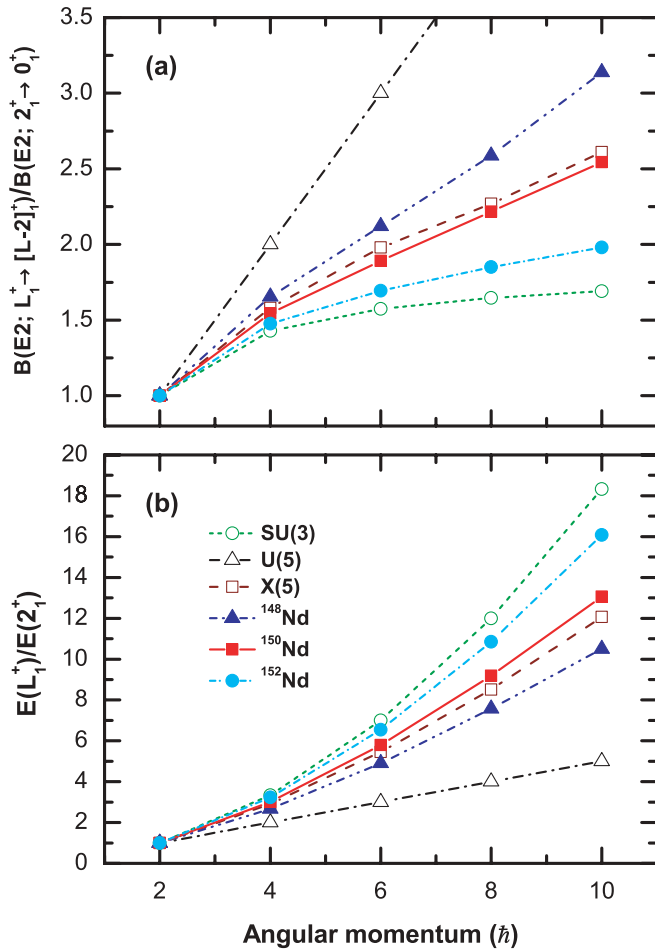 B(E2; L₁⁺→ [L-2]₁⁺)/B(E2; 2₁⁺→ 0₁⁺)
3.5
3.0
2.5
2.0
1.5
1.0
(a)
E(L₁⁺)/E(2₁⁺)
20
18
16
14
12
10
8
6
4
2
0
(b)
SU(3)
U(5)
X(5)
¹⁴⁸Nd
¹⁵⁰Nd
¹⁵²Nd
2 4 6 8 10
Angular momentum (ℏ)